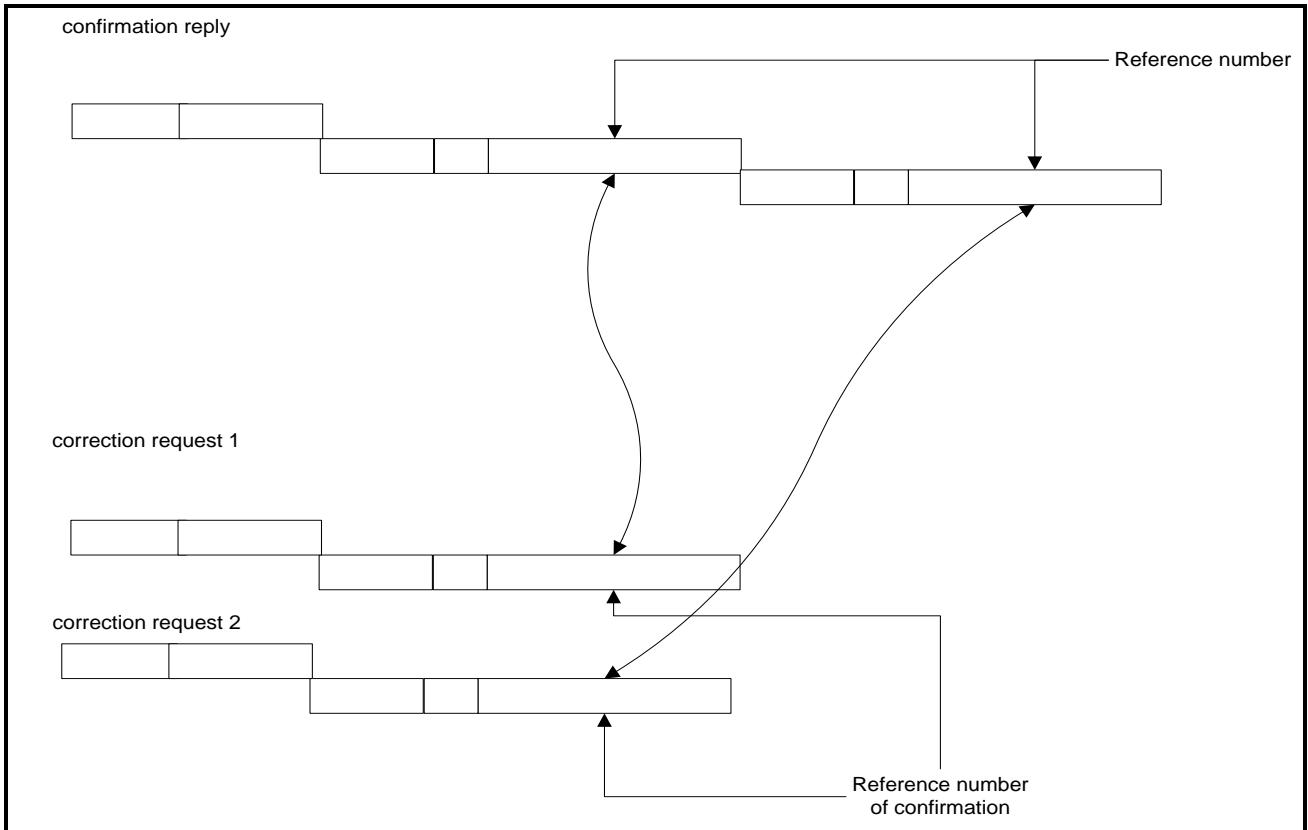 confirmation reply
Reference number
correction request 1
correction request 2
Reference number
of confirmation